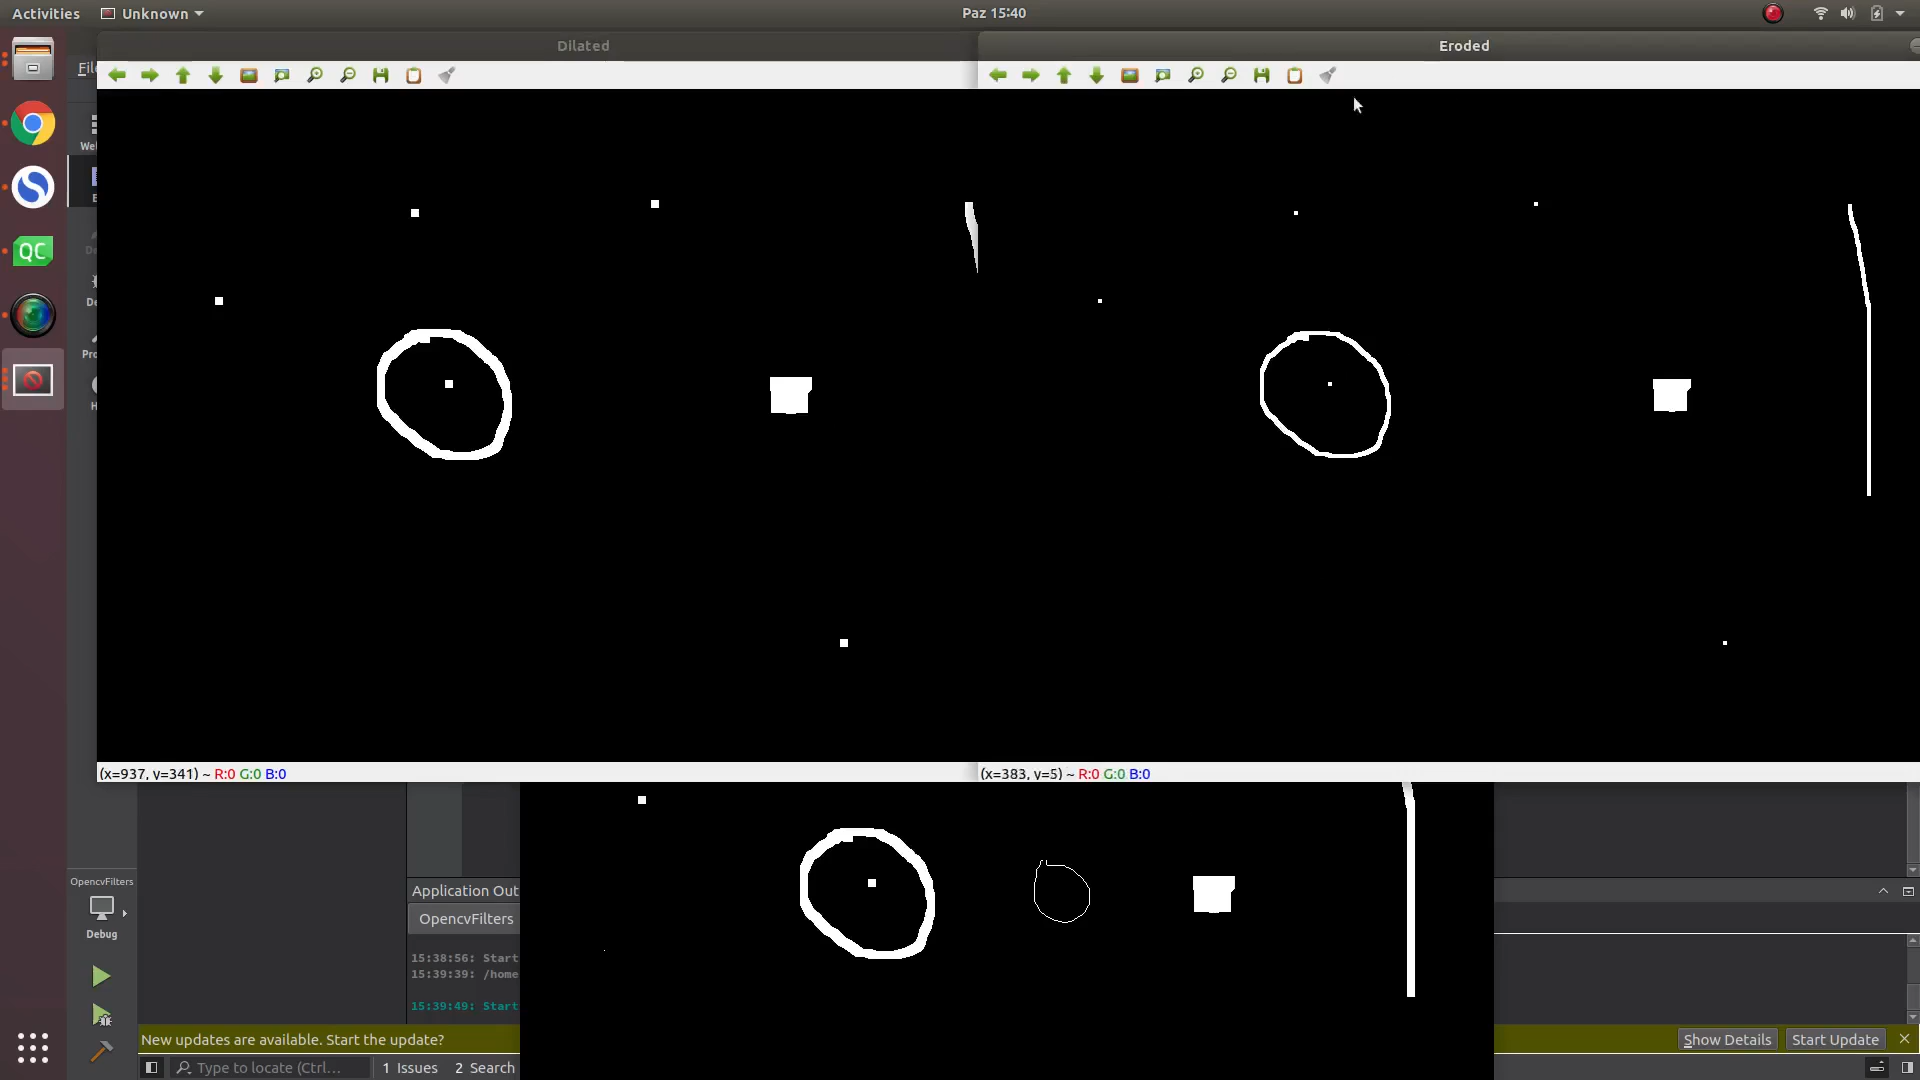 Activities
Unknown
Paz 15:40
Dilated
Eroded
QC
(x=937, y=341) ~ R:0 G:0 B:0
(x=383, y=5) ~ R:0 G:0 B:0
OpencvFilters
Debug
Application Out
OpencvFilters
15:38:56: Start
15:39:39: /home
15:39:49: Start
New updates are available. Start the update?
Show Details
Start Update
Type to locate (Ctrl...
1 Issues
2 Search